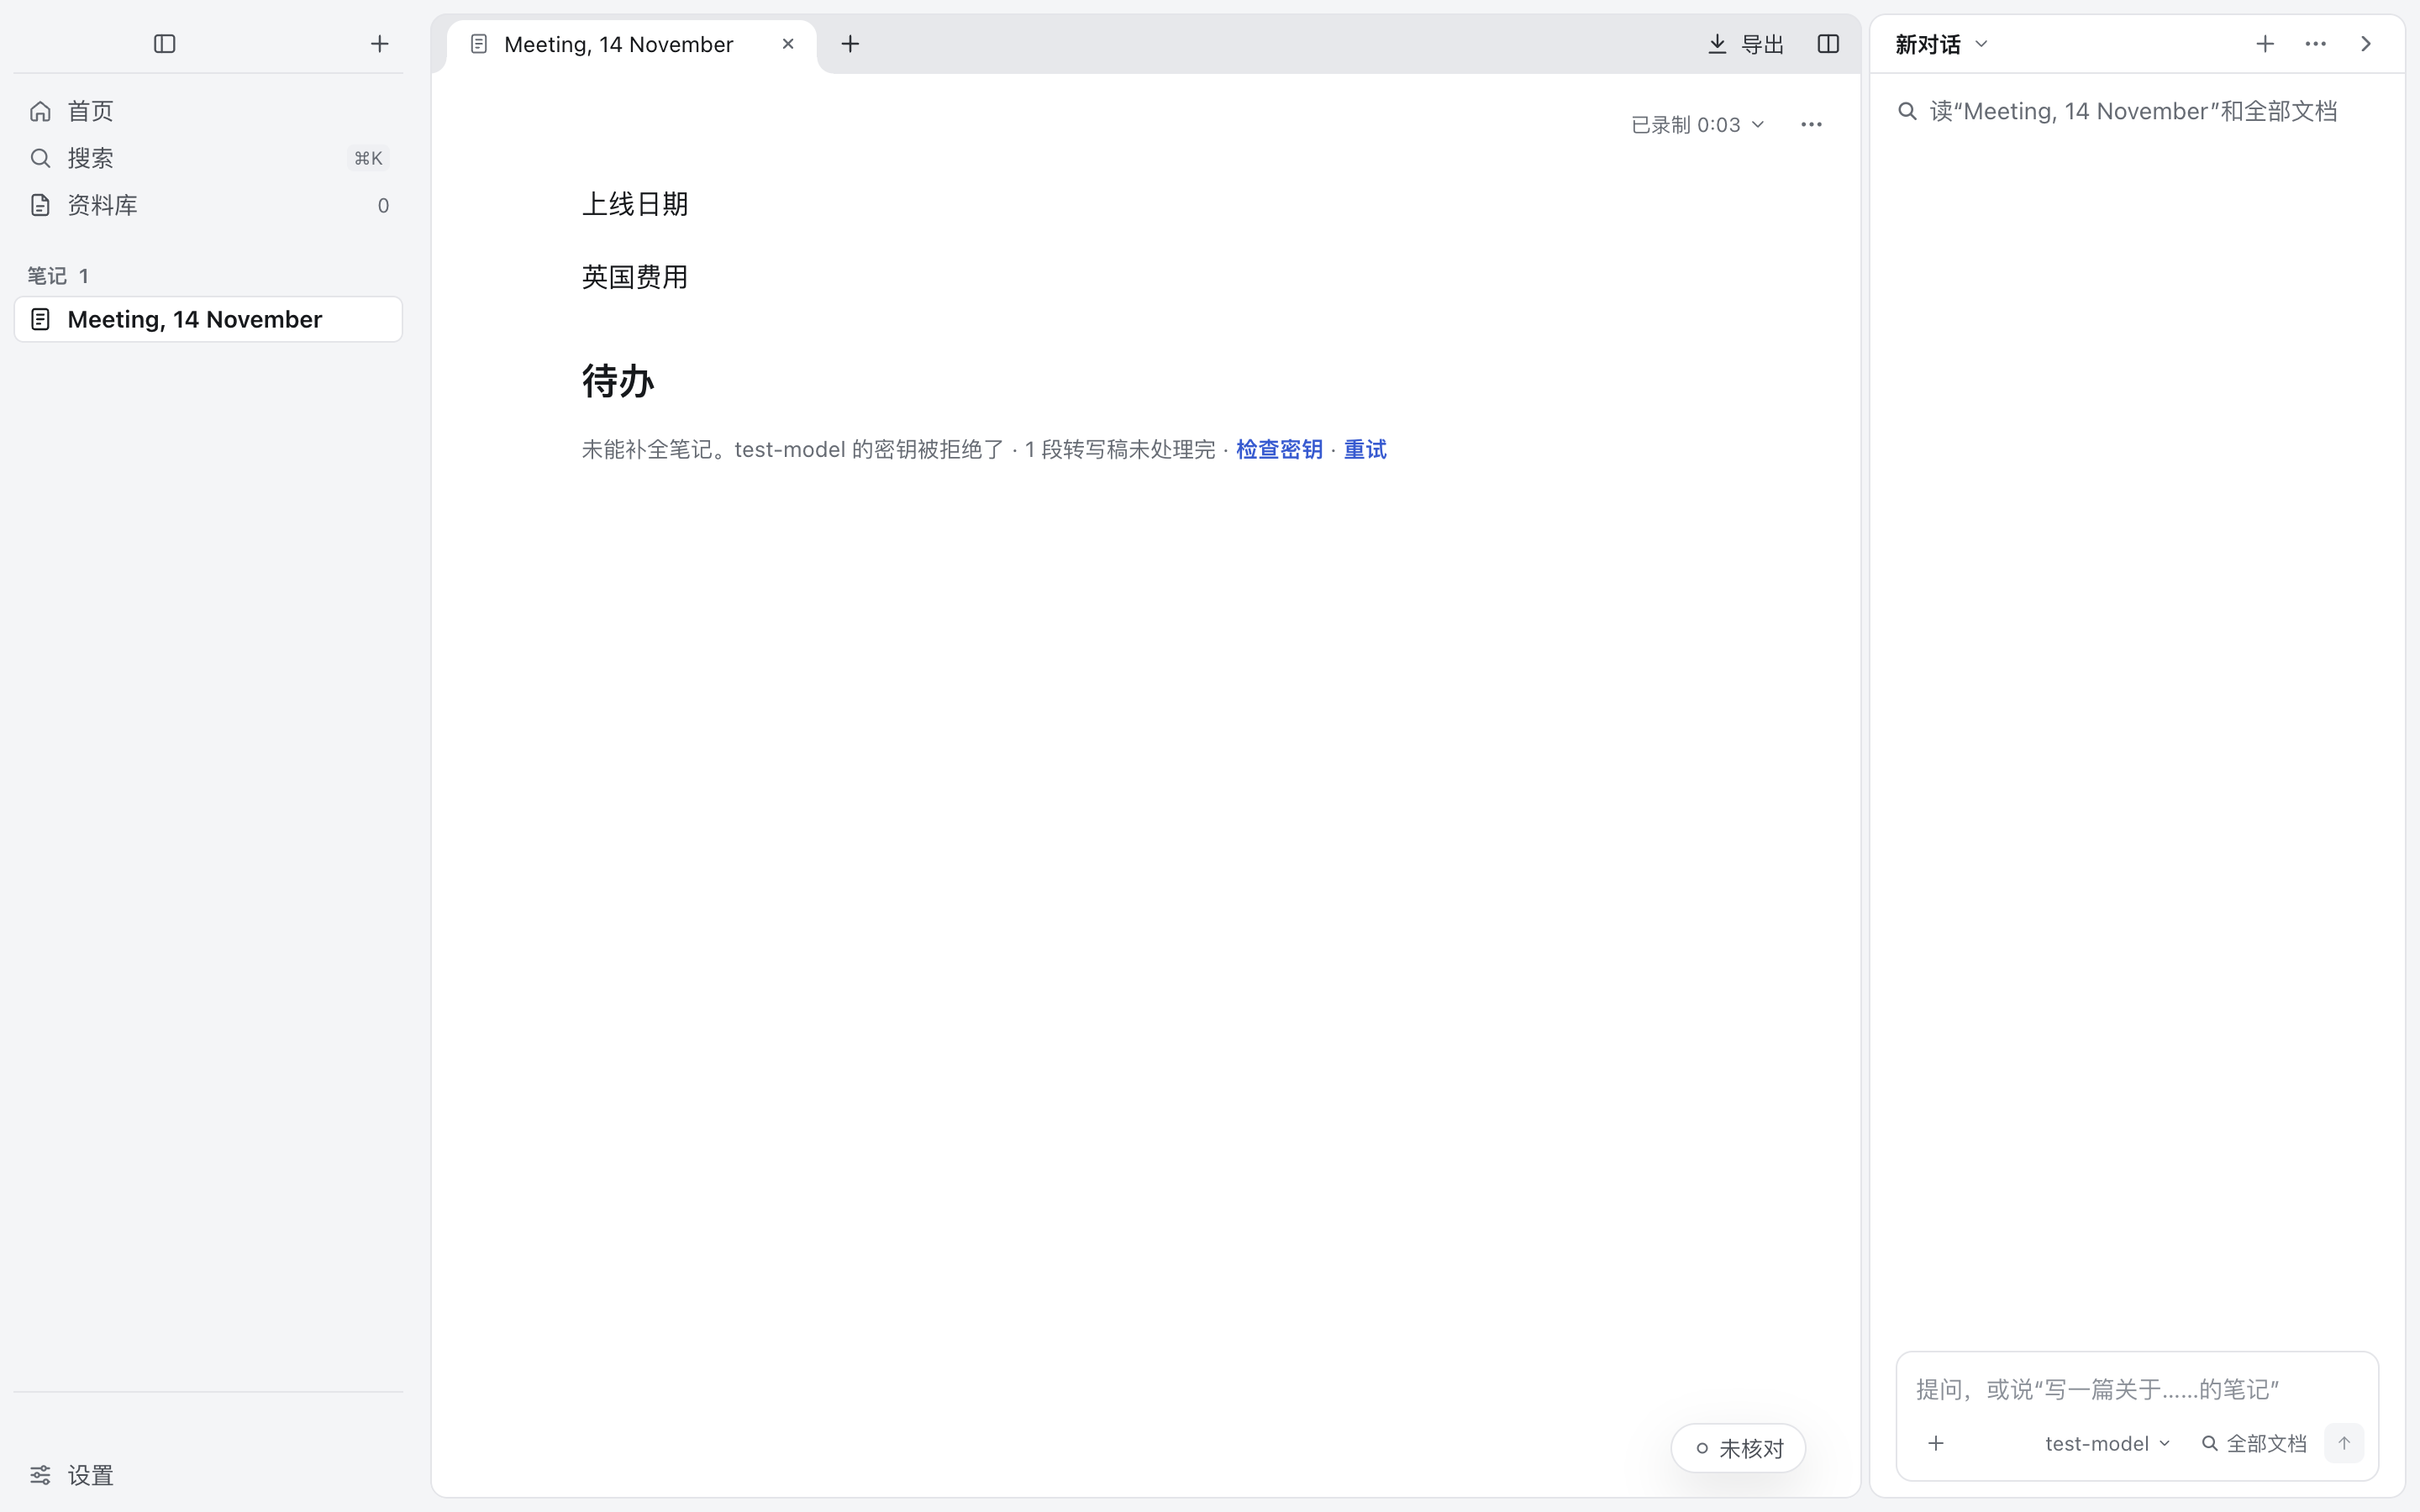 首页
搜索 ⌘K
资料库 0
笔记 1
Meeting, 14 November
设置
Meeting, 14 November
导出
已录制 0:03
上线日期
英国费用
待办
未能补全笔记。test-model 的密钥被拒绝了 · 1 段转写稿未处理完 · 检查密钥 · 重试
未核对
新对话
读“Meeting, 14 November”和全部文档
提问，或说“写一篇关于……的笔记”
test-model 全部文档